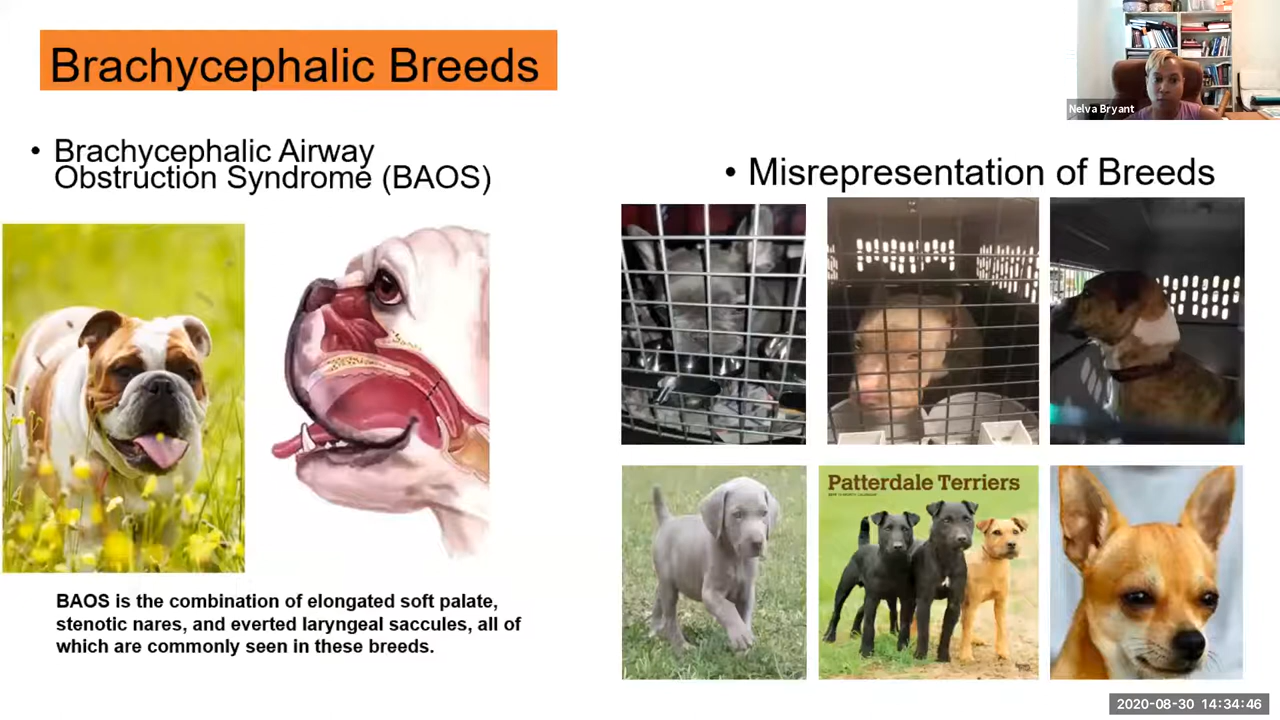 Brachycephalic Breeds
Nelva Bryant
• Brachycephalic Airway
Obstruction Syndrome (BAOS)
• Misrepresentation of Breeds
Patterdale Terriers
BAOS is the combination of elongated soft palate,
stenotic nares, and everted laryngeal saccules, all of
which are commonly seen in these breeds.
2020-08-30 14:34:46